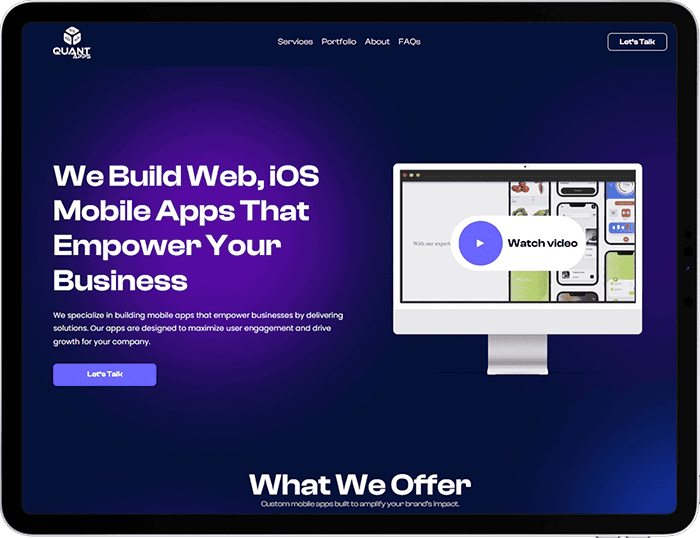 QUANT
APPS
Services Portfolio About FAQs
Let's Talk
We Build Web, iOS
Mobile Apps That
Empower Your
Business
We specialize in building mobile apps that empower businesses by delivering
solutions. Our apps are designed to maximize user engagement and drive
growth for your company.
Let's Talk
With our expert
Watch video
What We Offer
Custom mobile apps built to amplify your brand's impact.